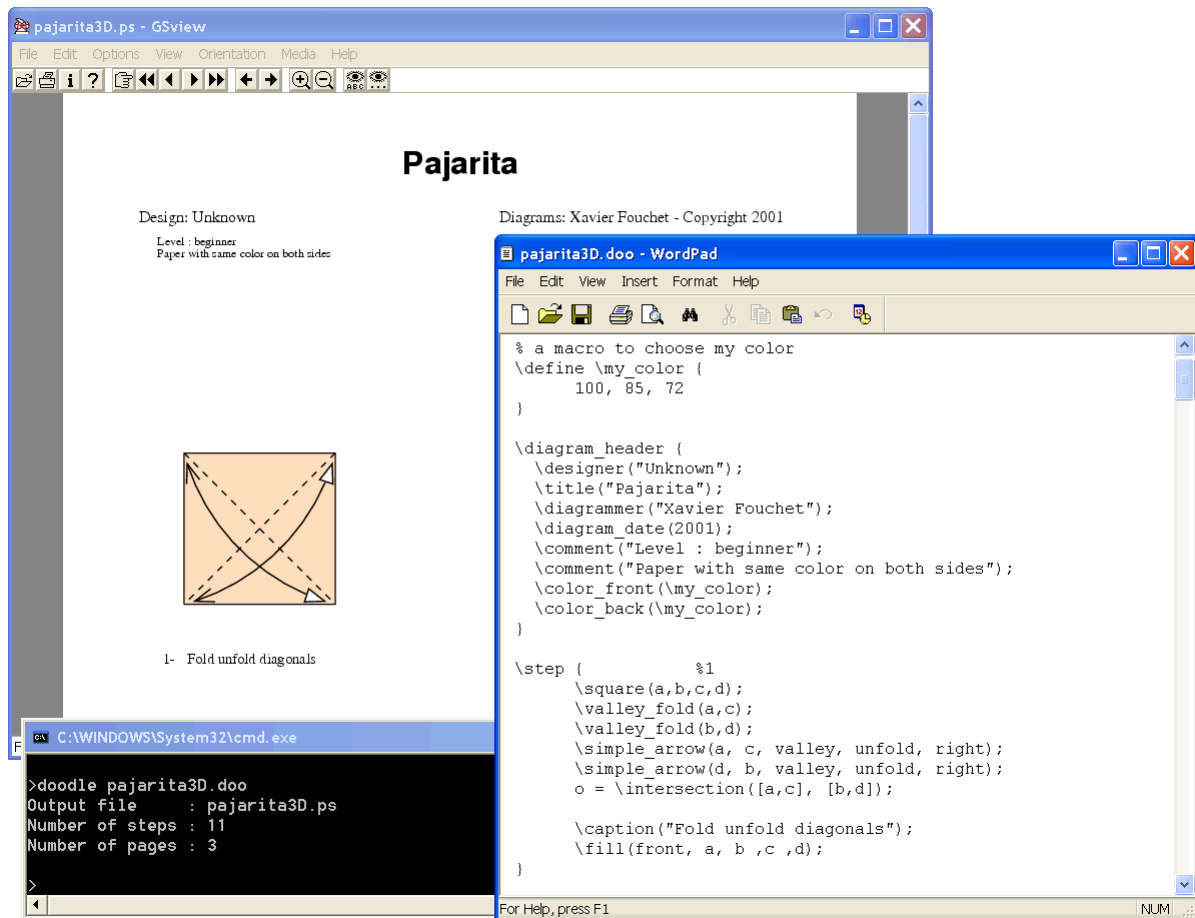 pajarita3D.ps - GSview
File Edit Options View Orientation Media Help
i ?
ABC
Pajarita
Design: Unknown
Diagrams: Xavier Fouchet - Copyright 2001
Level : beginner
Paper with same color on both sides
1- Fold unfold diagonals
F
pajarita3D.doo - WordPad
File Edit View Insert Format Help
% a macro to choose my color
\define \my_color {
100, 85, 72
}
\diagram_header {
\designer("Unknown");
\title("Pajarita");
\diagrammer("Xavier Fouchet");
\diagram_date(2001);
\comment("Level : beginner");
\comment("Paper with same color on both sides");
\color_front(\my_color);
\color_back(\my_color);
}
\step { %1
\square(a,b,c,d);
\valley_fold(a,c);
\valley_fold(b,d);
\simple_arrow(a, c, valley, unfold, right);
\simple_arrow(d, b, valley, unfold, right);
o = \intersection([a,c], [b,d]);
\caption("Fold unfold diagonals");
\fill(front, a, b ,c ,d);
}
For Help, press F1
NUM
C:\WINDOWS\System32\cmd.exe
>doodle pajarita3D.doo
Output file : pajarita3D.ps
Number of steps : 11
Number of pages : 3
>